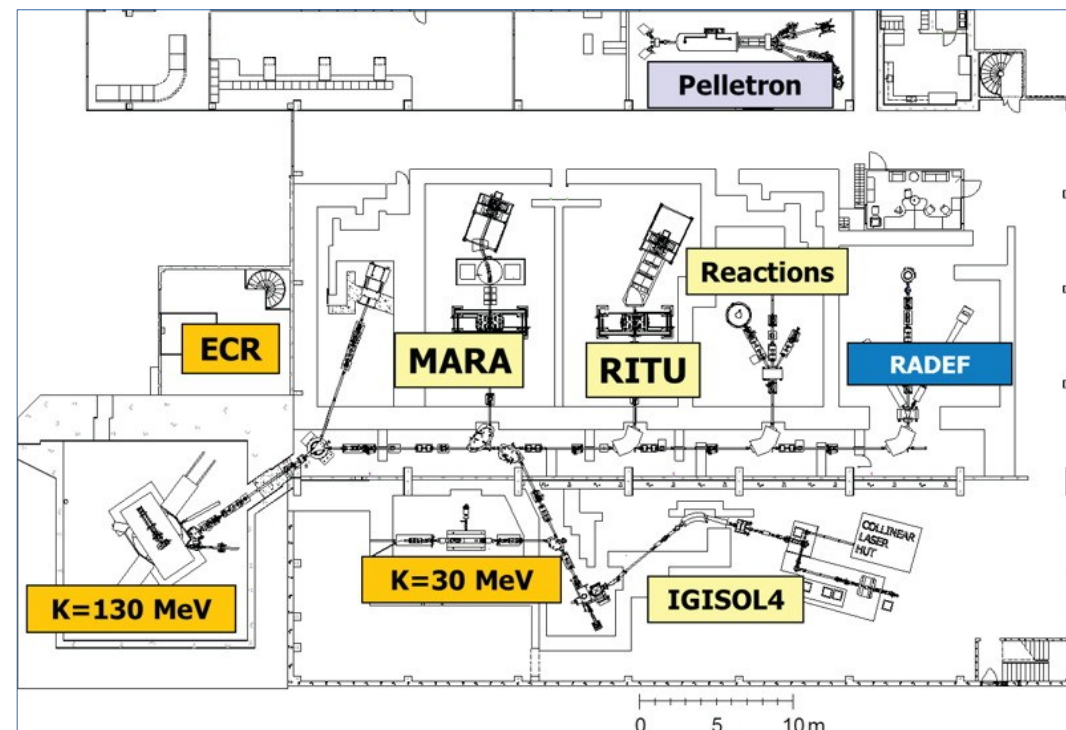 Pelletron
Reactions
ECR
MARA
RITU
RADEF
COLLINEAR
LASER
HUT
K=130 MeV
K=30 MeV
IGISOL4
0 5 10 m